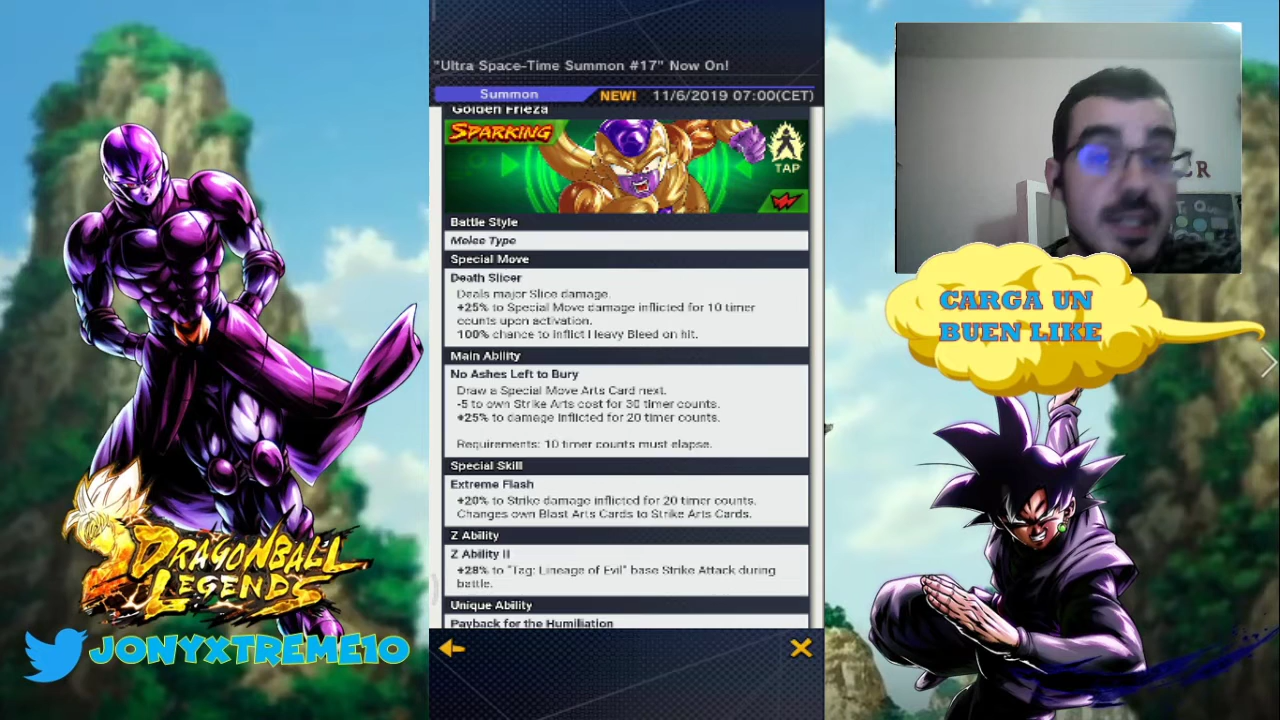 "Ultra Space-Time Summon #17" Now On!
Summon NEW! 11/6/2019 07:00(CET)
Golden Frieza
SPARKING
TAP
Battle Style
Melee Type
Special Move
Death Slicer
Deals major Slice damage.
+25% to Special Move damage inflicted for 10 timer
counts upon activation.
100% chance to inflict Heavy Bleed on hit.
Main Ability
No Ashes Left to Bury
Draw a Special Move Arts Card next.
-5 to own Strike Arts cost for 30 timer counts.
+25% to damage inflicted for 20 timer counts.
Requirements: 10 timer counts must elapse.
Special Skill
Extreme Flash
+20% to Strike damage inflicted for 20 timer counts.
Changes own Blast Arts Cards to Strike Arts Cards.
Z Ability
Z Ability II
+28% to "Tag: Lineage of Evil" base Strike Attack during
battle.
Unique Ability
Payback for the Humiliation
DRAGONBALL
LEGENDS
JONYXTREME10
CARGA UN
BUEN LIKE